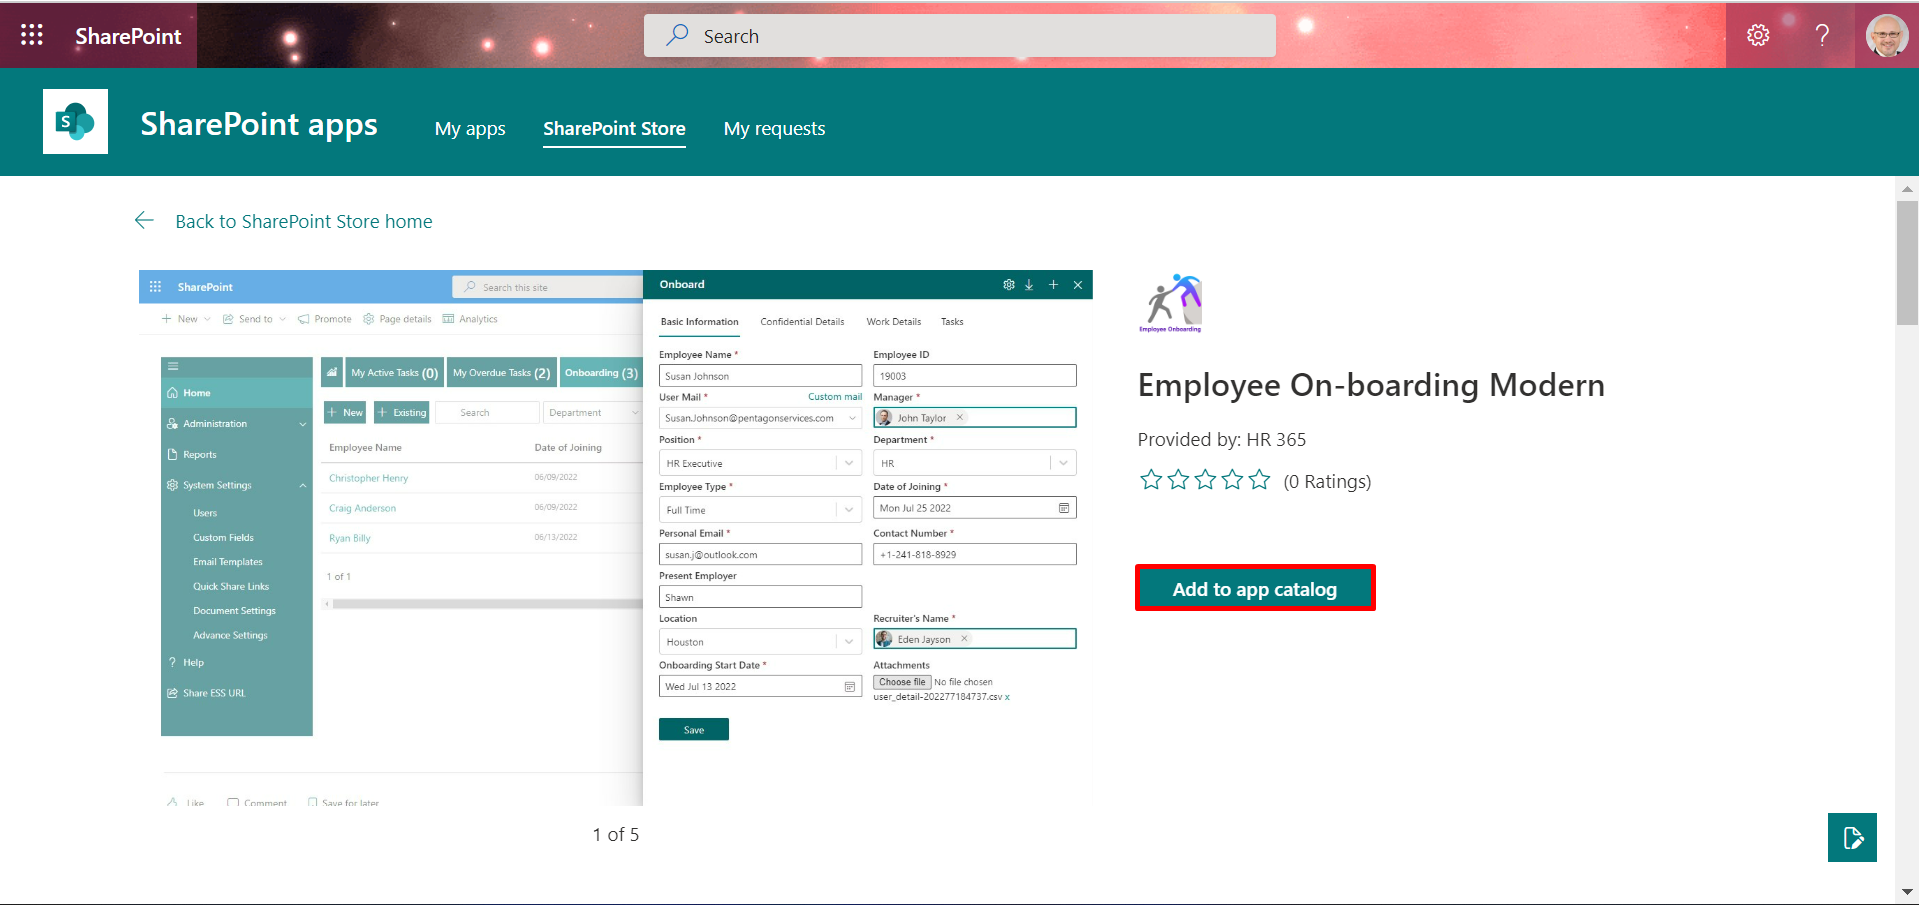 SharePoint
Search
?
S
SharePoint apps
My apps
SharePoint Store
My requests
Back to SharePoint Store home
SharePoint
Search this site
New
Send to
Promote
Page details
Analytics
Home
Administration
Reports
System Settings
Users
Custom Fields
Email Templates
Quick Share Links
Document Settings
Advance Settings
? Help
Share ESS URL
My Active Tasks (0)
My Overdue Tasks (2)
Onboarding (3)
+ New
+ Existing
Search
Department
Employee Name
Date of Joining
Christopher Henry
06/09/2022
Craig Anderson
06/09/2022
Ryan Billy
06/13/2022
1 of 1
Like
Comment
Save for later
Onboard
Basic Information
Confidential Details
Work Details
Tasks
Employee Name *
Susan Johnson
Employee ID
19003
User Mail *
Custom mail
Susan.Johnson@pentagonservices.com
Manager *
John Taylor ×
Position *
HR Executive
Department *
HR
Employee Type *
Full Time
Date of Joining *
Mon Jul 25 2022
Personal Email *
susan.j@outlook.com
Contact Number *
+1-241-818-8929
Present Employer
Shawn
Location
Houston
Recruiter's Name *
Eden Jayson ×
Onboarding Start Date *
Wed Jul 13 2022
Attachments
Choose file No file chosen
user_detail-202277184737.csv x
Save
1 of 5
Employee Onboarding
Employee On-boarding Modern
Provided by: HR 365
(0 Ratings)
Add to app catalog